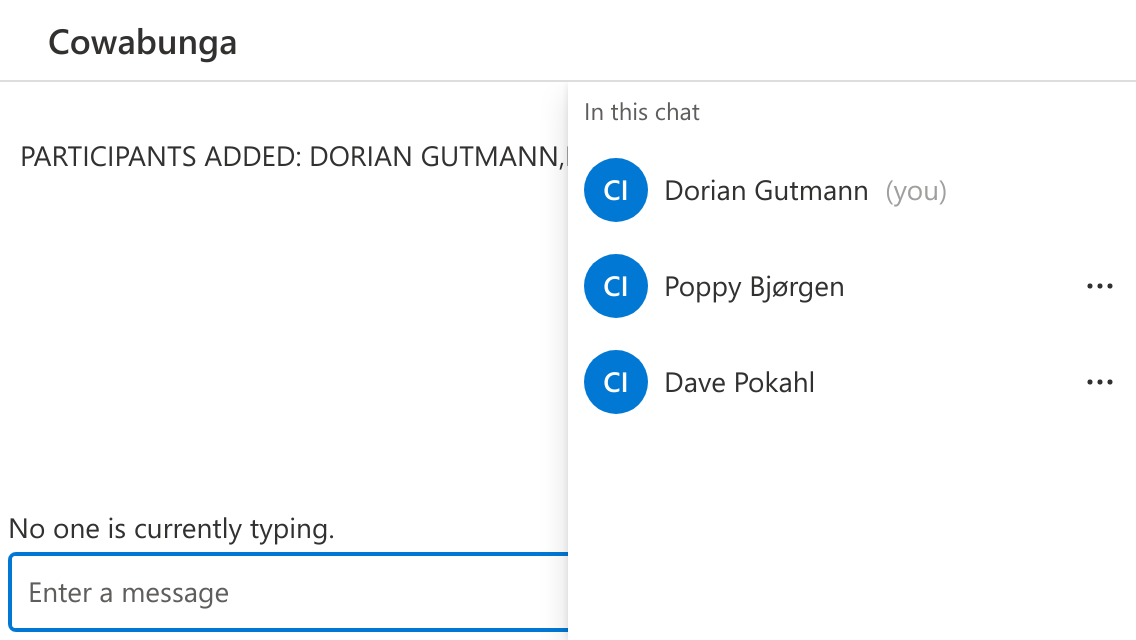 Cowabunga
PARTICIPANTS ADDED: DORIAN GUTMANN,
In this chat
CI Dorian Gutmann (you)
CI Poppy Bjørgen
CI Dave Pokahl
No one is currently typing.
Enter a message